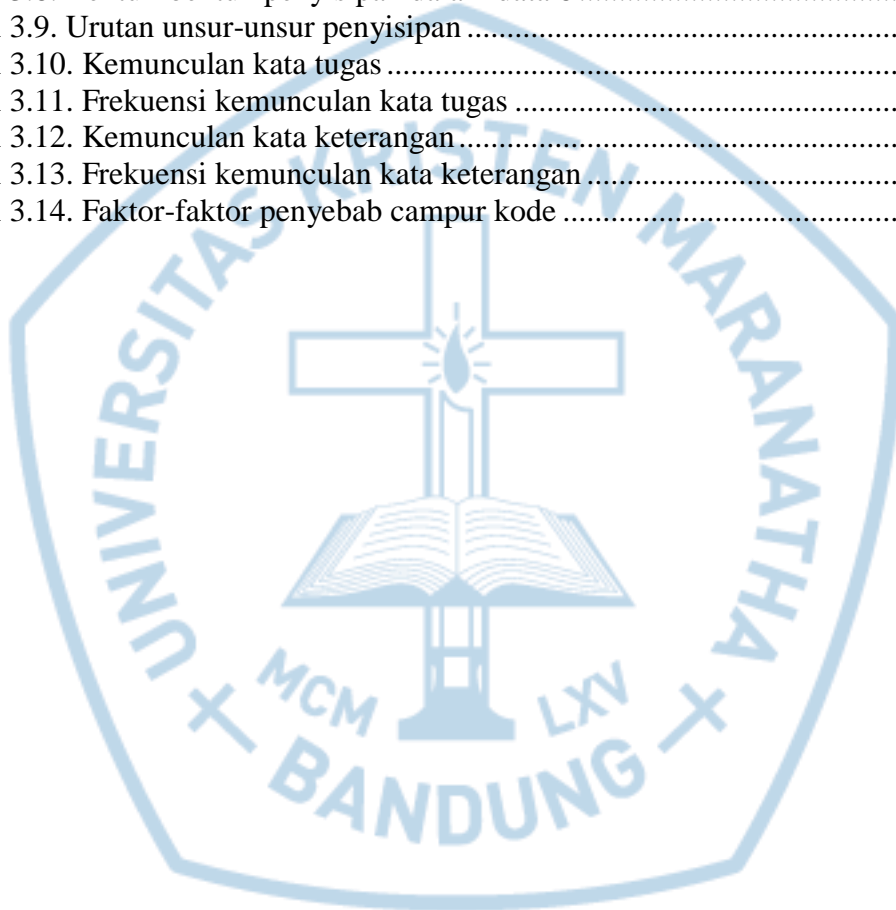 3.9. Urutan unsur-unsur penyisipan ....................................................
3.10. Kemunculan kata tugas ...............................................................
3.11. Frekuensi kemunculan kata tugas ...............................................
3.12. Kemunculan kata keterangan ......................................................
3.13. Frekuensi kemunculan kata keterangan ......................................
3.14. Faktor-faktor penyebab campur kode .........................................
UNIVERSITAS KRISTEN MARANATHA
MCM LXV
BANDUNG